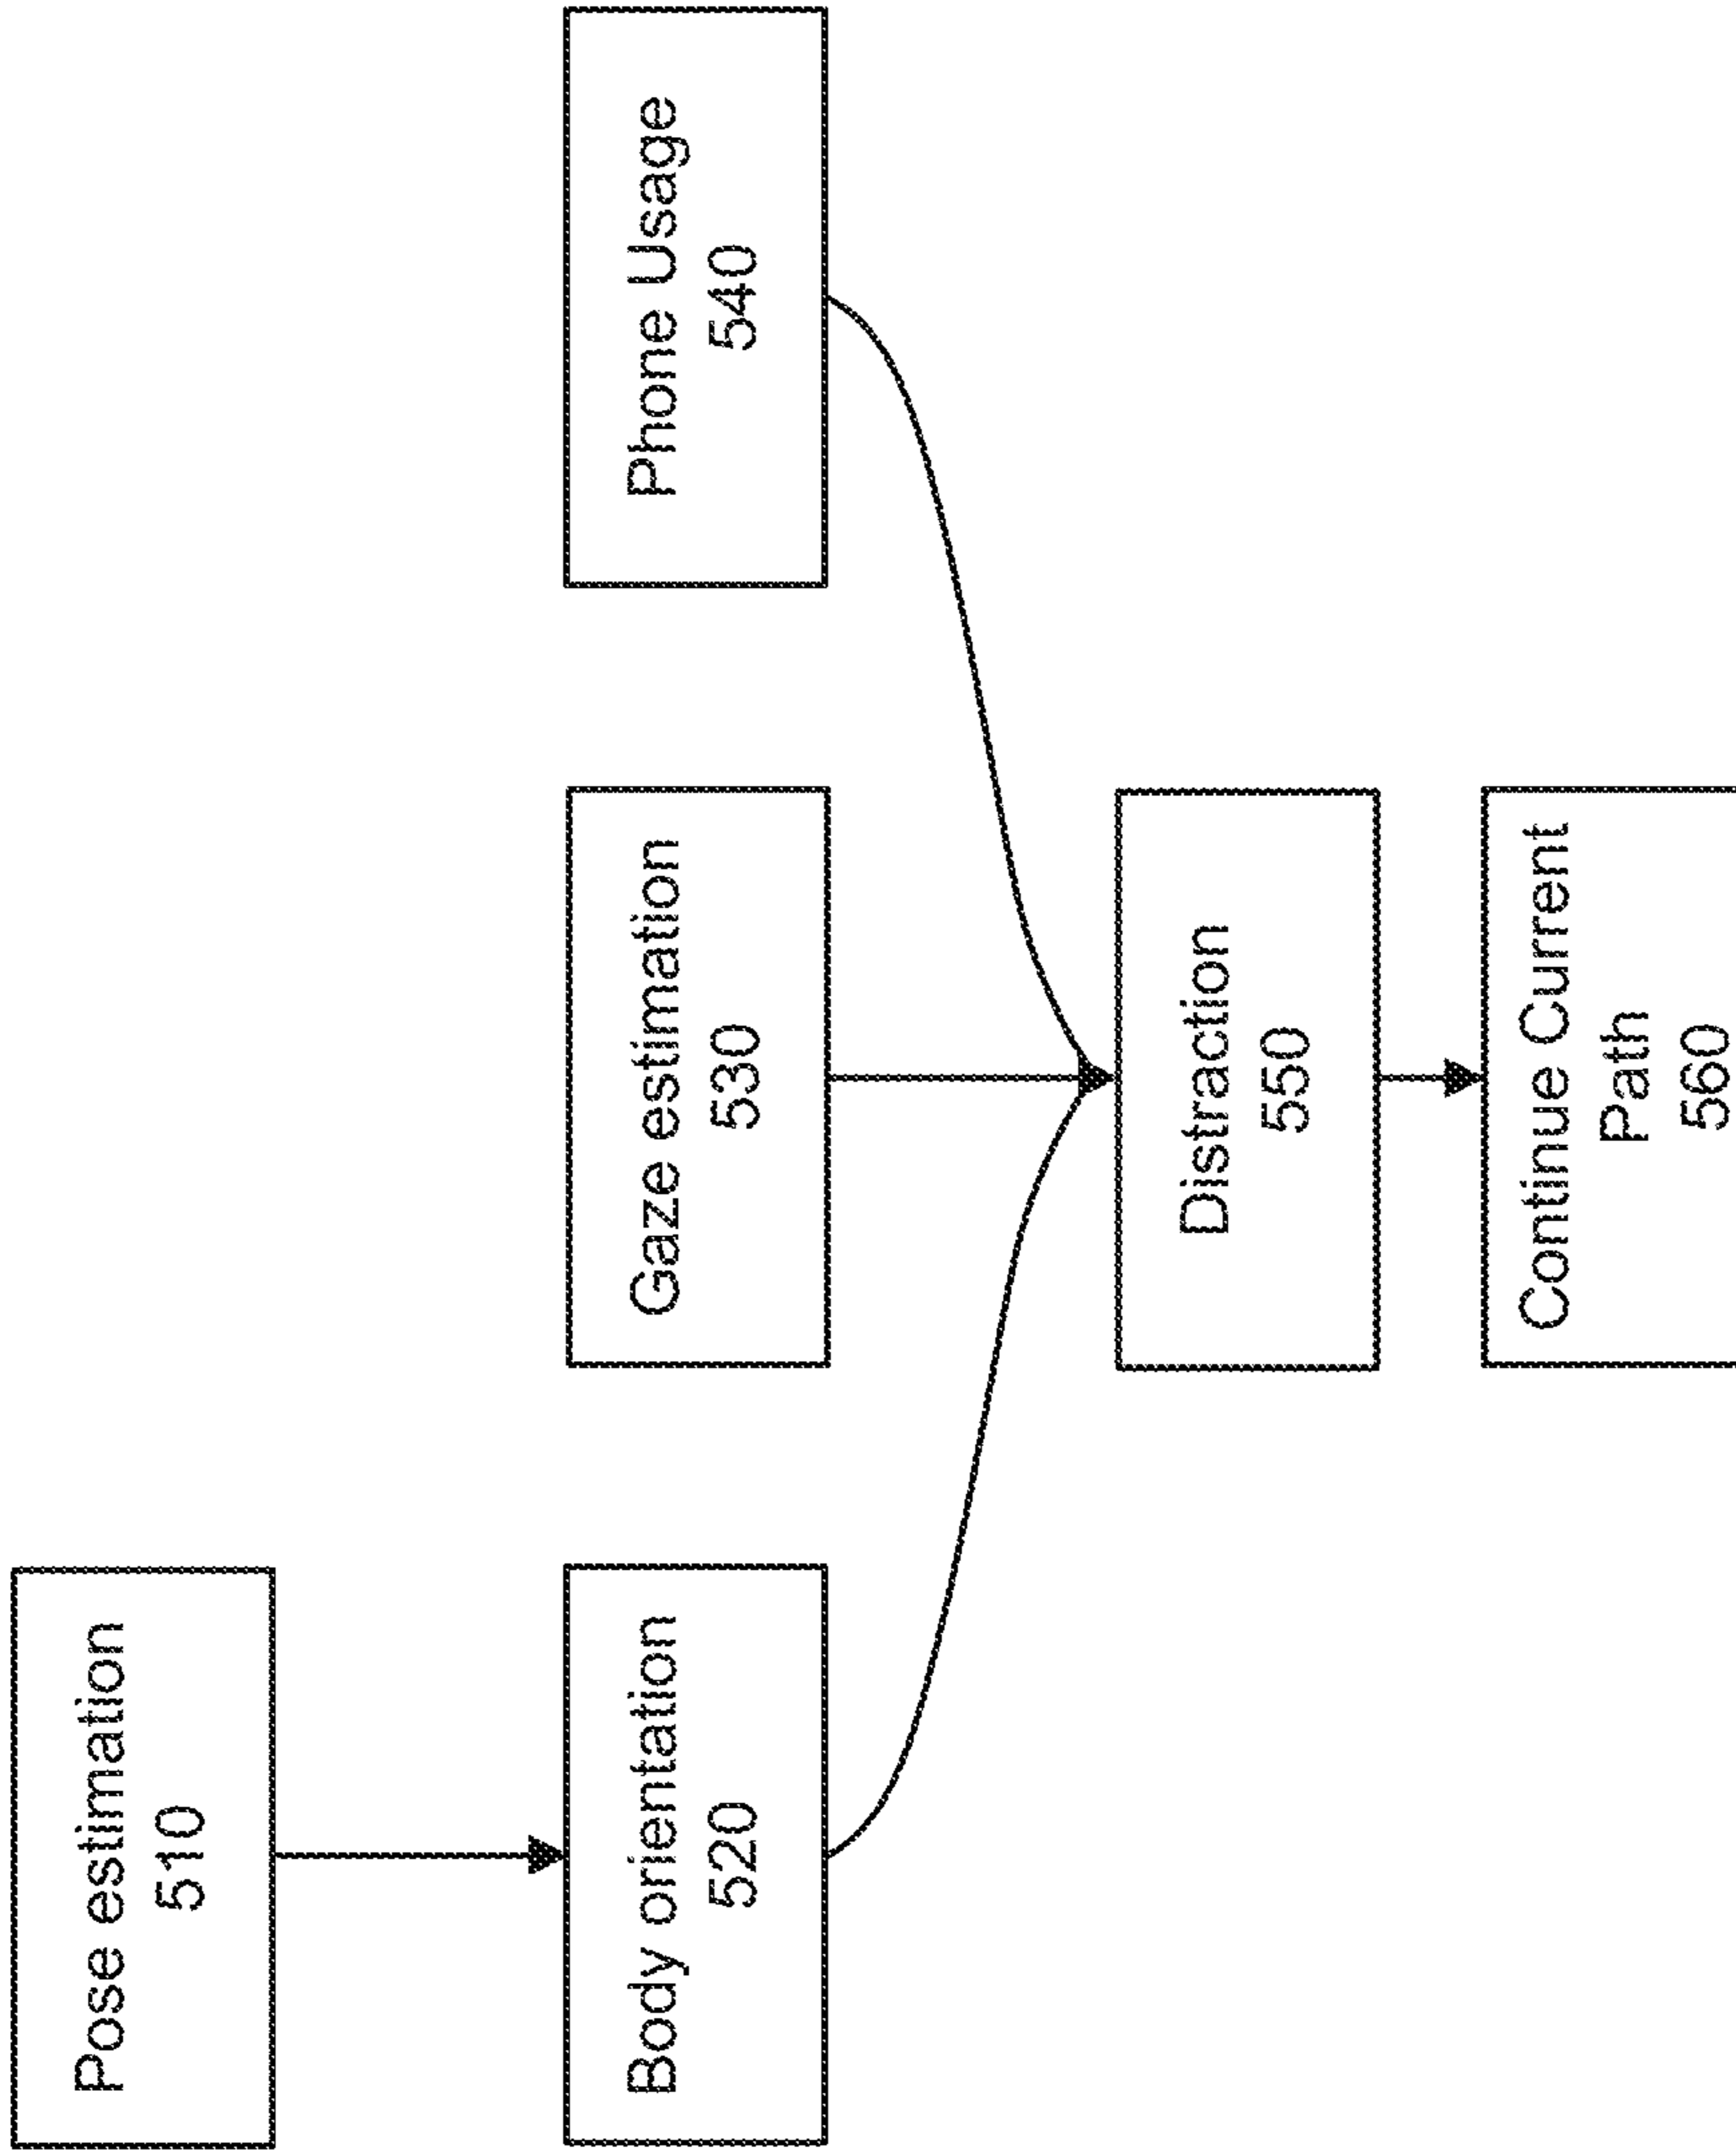 Pose estimation
510
Body orientation
520
Gaze estimation
530
Phone Usage
540
Distraction
550
Continue Current
Path
560